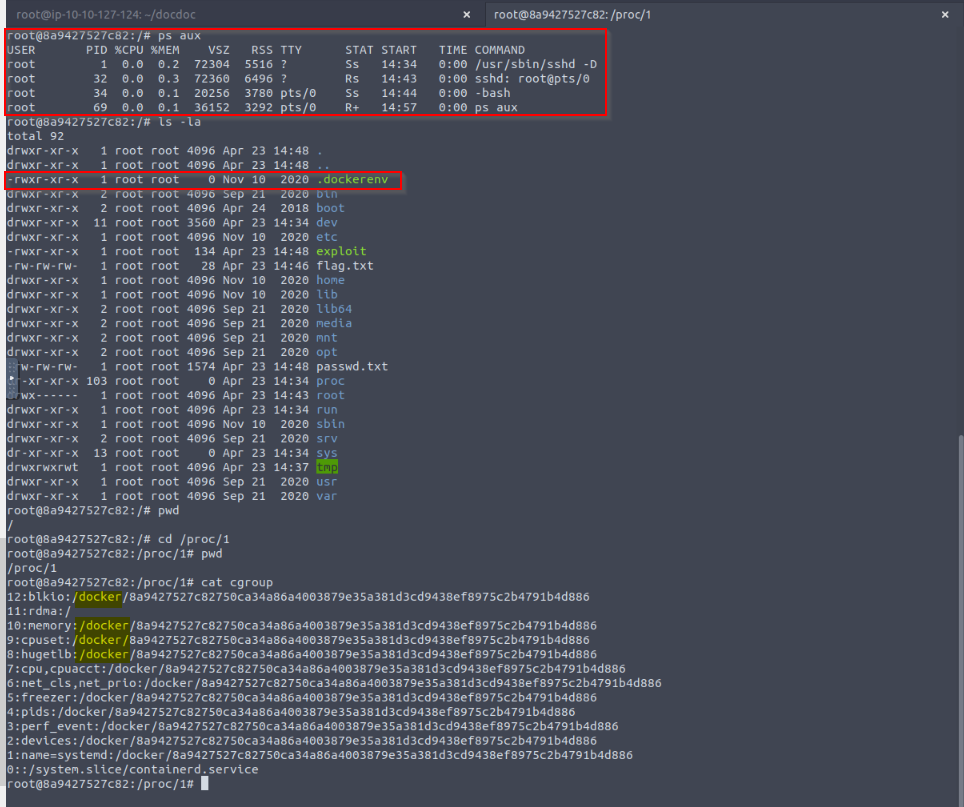 root@ip-10-10-127-124: ~/docdoc × root@8a9427527c82: /proc/1 ×
root@8a9427527c82:/# ps aux
USER PID %CPU %MEM VSZ RSS TTY STAT START TIME COMMAND
root 1 0.0 0.2 72304 5516 ? Ss 14:34 0:00 /usr/sbin/sshd -D
root 32 0.0 0.3 72360 6496 ? Rs 14:43 0:00 sshd: root@pts/0
root 34 0.0 0.1 20256 3780 pts/0 Ss 14:44 0:00 -bash
root 69 0.0 0.1 36152 3292 pts/0 R+ 14:57 0:00 ps aux
root@8a9427527c82:/# ls -la
total 92
drwxr-xr-x 1 root root 4096 Apr 23 14:48 .
drwxr-xr-x 1 root root 4096 Apr 23 14:48 ..
-rwxr-xr-x 1 root root 0 Nov 10 2020 .dockerenv
drwxr-xr-x 2 root root 4096 Sep 21 2020 bin
drwxr-xr-x 2 root root 4096 Apr 24 2018 boot
drwxr-xr-x 11 root root 3560 Apr 23 14:34 dev
drwxr-xr-x 1 root root 4096 Nov 10 2020 etc
-rwxr-xr-x 1 root root 134 Apr 23 14:48 exploit
-rw-rw-rw- 1 root root 28 Apr 23 14:46 flag.txt
drwxr-xr-x 1 root root 4096 Nov 10 2020 home
drwxr-xr-x 1 root root 4096 Nov 10 2020 lib
drwxr-xr-x 2 root root 4096 Sep 21 2020 lib64
drwxr-xr-x 2 root root 4096 Sep 21 2020 media
drwxr-xr-x 2 root root 4096 Sep 21 2020 mnt
drwxr-xr-x 2 root root 4096 Sep 21 2020 opt
w-rw-rw- 1 root root 1574 Apr 23 14:48 passwd.txt
-xr-xr-x 103 root root 0 Apr 23 14:34 proc
wx------ 1 root root 4096 Apr 23 14:43 root
drwxr-xr-x 1 root root 4096 Apr 23 14:34 run
drwxr-xr-x 1 root root 4096 Nov 10 2020 sbin
drwxr-xr-x 2 root root 4096 Sep 21 2020 srv
dr-xr-xr-x 13 root root 0 Apr 23 14:34 sys
drwxrwxrwt 1 root root 4096 Apr 23 14:37 tmp
drwxr-xr-x 1 root root 4096 Sep 21 2020 usr
drwxr-xr-x 1 root root 4096 Sep 21 2020 var
root@8a9427527c82:/# pwd
/
root@8a9427527c82:/# cd /proc/1
root@8a9427527c82:/proc/1# pwd
/proc/1
root@8a9427527c82:/proc/1# cat cgroup
12:blkio:/docker/8a9427527c82750ca34a86a4003879e35a381d3cd9438ef8975c2b4791b4d886
11:rdma:/
10:memory:/docker/8a9427527c82750ca34a86a4003879e35a381d3cd9438ef8975c2b4791b4d886
9:cpuset:/docker/8a9427527c82750ca34a86a4003879e35a381d3cd9438ef8975c2b4791b4d886
8:hugetlb:/docker/8a9427527c82750ca34a86a4003879e35a381d3cd9438ef8975c2b4791b4d886
7:cpu,cpuacct:/docker/8a9427527c82750ca34a86a4003879e35a381d3cd9438ef8975c2b4791b4d886
6:net_cls,net_prio:/docker/8a9427527c82750ca34a86a4003879e35a381d3cd9438ef8975c2b4791b4d886
5:freezer:/docker/8a9427527c82750ca34a86a4003879e35a381d3cd9438ef8975c2b4791b4d886
4:pids:/docker/8a9427527c82750ca34a86a4003879e35a381d3cd9438ef8975c2b4791b4d886
3:perf_event:/docker/8a9427527c82750ca34a86a4003879e35a381d3cd9438ef8975c2b4791b4d886
2:devices:/docker/8a9427527c82750ca34a86a4003879e35a381d3cd9438ef8975c2b4791b4d886
1:name=systemd:/docker/8a9427527c82750ca34a86a4003879e35a381d3cd9438ef8975c2b4791b4d886
0::/system.slice/containerd.service
root@8a9427527c82:/proc/1#